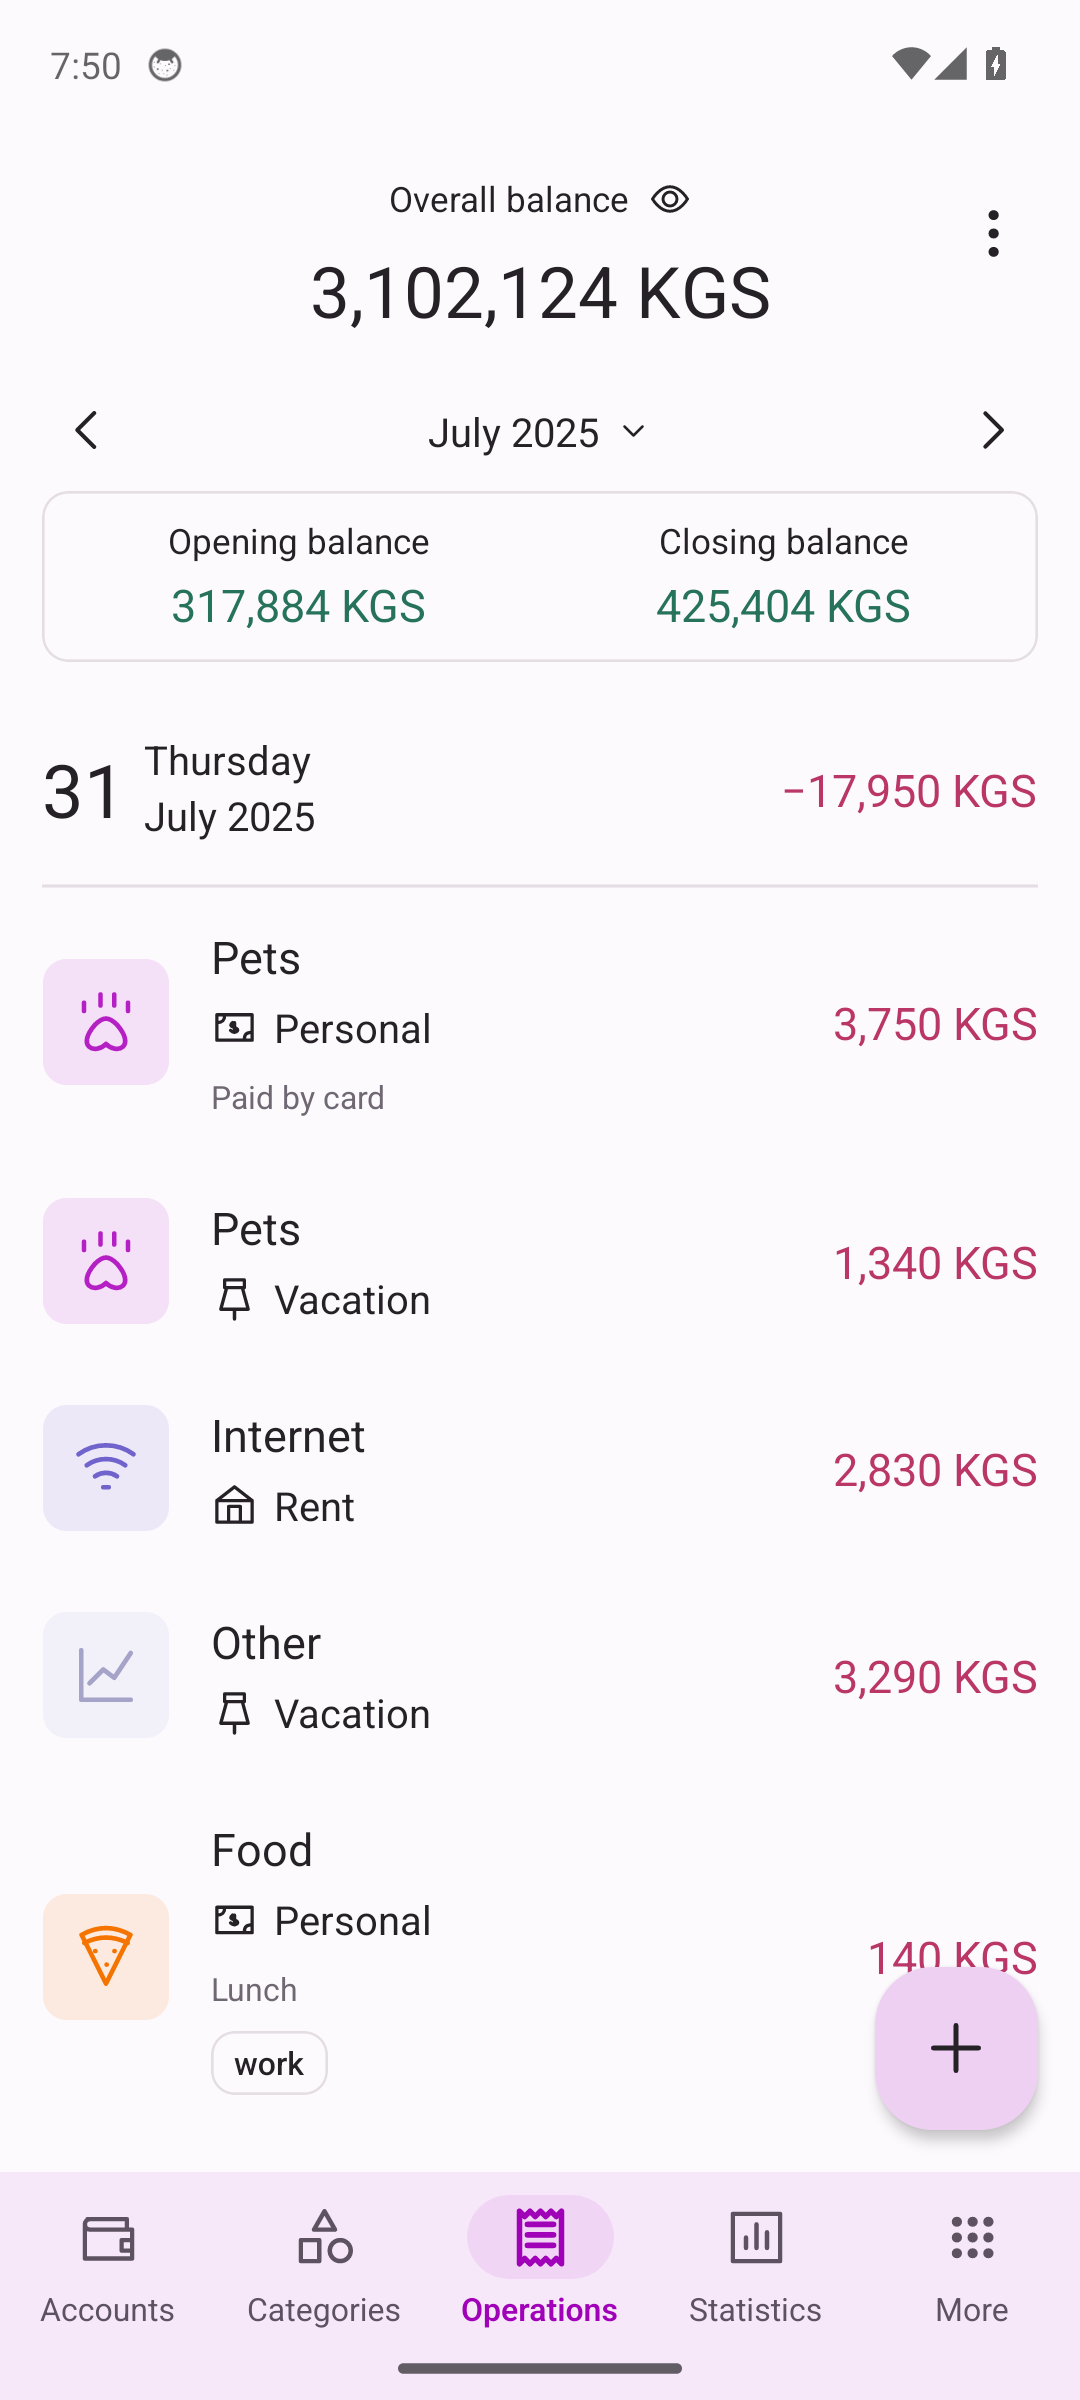 7:50
Overall balance
3,102,124 KGS
July 2025
Opening balance
Closing balance
317,884 KGS
425,404 KGS
31
Thursday
July 2025
−17,950 KGS
Pets
Personal
Paid by card
3,750 KGS
Pets
Vacation
1,340 KGS
Internet
Rent
2,830 KGS
Other
Vacation
3,290 KGS
Food
Personal
Lunch
work
140 KGS
Accounts
Categories
Operations
Statistics
More